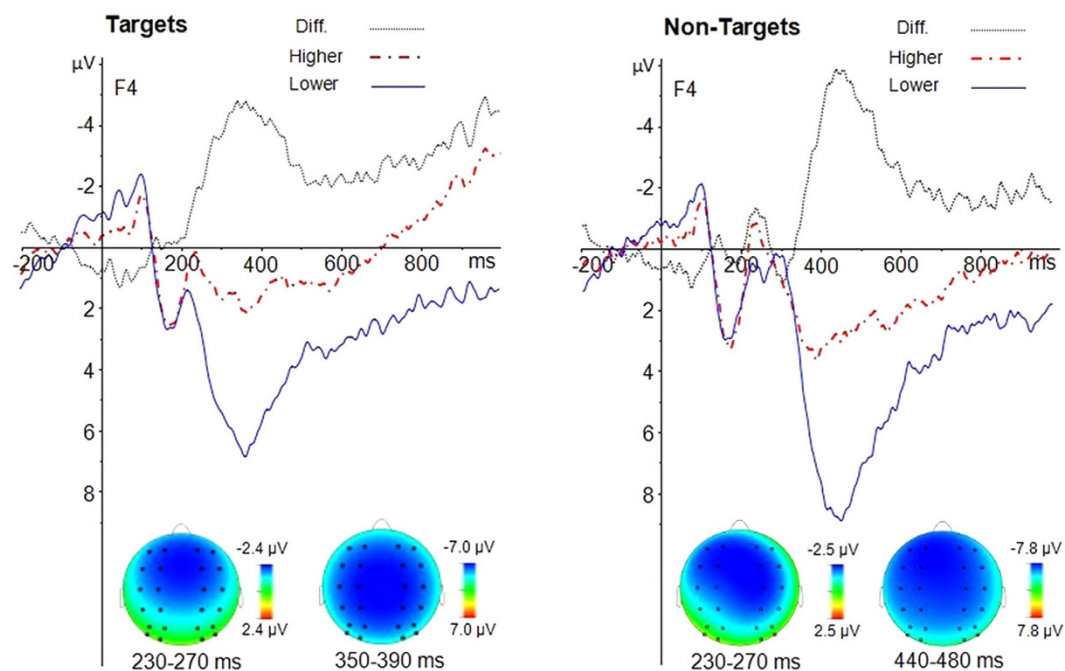 Targets
Diff.
Higher
Lower
µV
F4
-4
-2
-200 200 400 600 800 ms
2
4
6
8
-2.4 µV
2.4 µV
230-270 ms
-7.0 µV
7.0 µV
350-390 ms
Non-Targets
Diff.
Higher
Lower
µV
F4
-4
-2
-200 200 400 600 800 ms
2
4
6
8
-2.5 µV
2.5 µV
230-270 ms
-7.8 µV
7.8 µV
440-480 ms